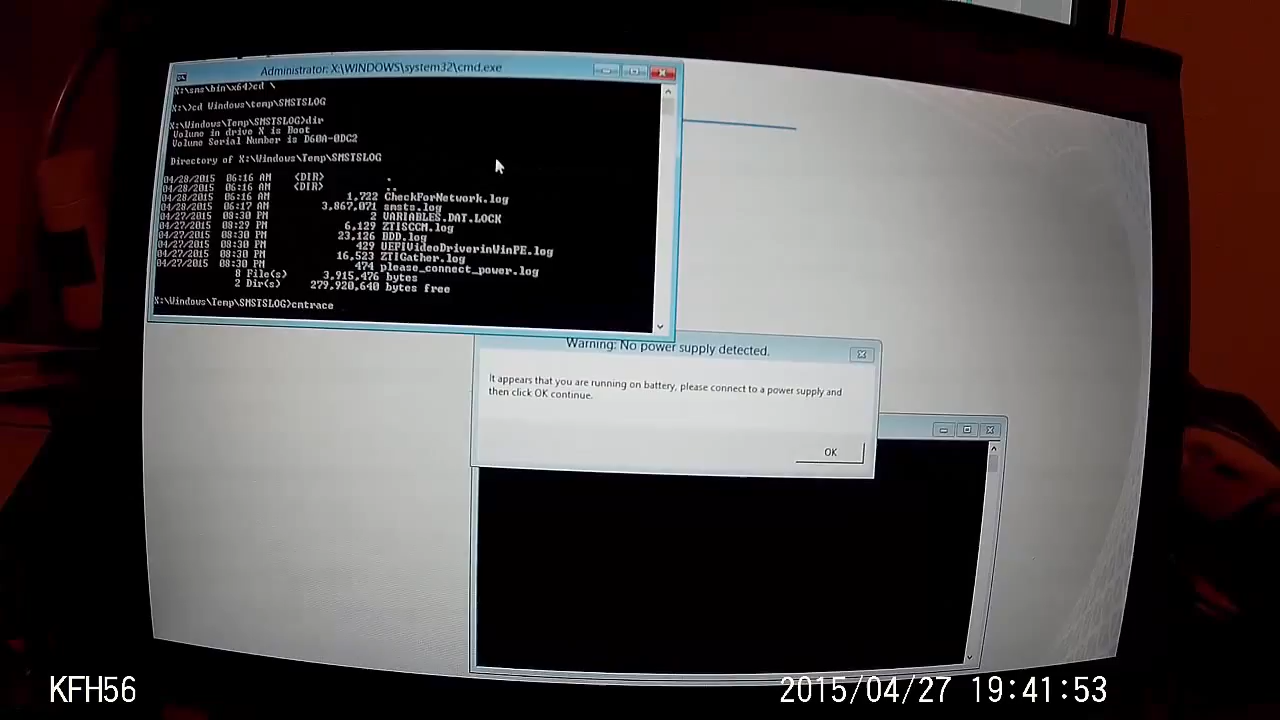 Administrator: X:\WINDOWS\system32\cmd.exe
X:\sms\bin\x64>cd \
X:\>cd Windows\temp\SMSTSLOG
X:\Windows\Temp\SMSTSLOG>dir
Volume in drive X is Boot
Volume Serial Number is D60A-0DC2
Directory of X:\Windows\Temp\SMSTSLOG
04/28/2015 06:16 AM <DIR> .
04/28/2015 06:16 AM <DIR> ..
04/28/2015 06:16 AM 1,722 CheckForNetwork.log
04/28/2015 06:17 AM 3,867,071 smsts.log
04/27/2015 08:30 PM 2 VARIABLES.DAT.LOCK
04/27/2015 08:29 PM 6,129 ZTISCCM.log
04/27/2015 08:30 PM 23,126 BDD.log
04/27/2015 08:30 PM 429 UEFIVideoDriverinWinPE.log
04/27/2015 08:30 PM 16,523 ZTIGather.log
04/27/2015 08:30 PM 474 please_connect_power.log
8 File(s) 3,915,476 bytes
2 Dir(s) 279,920,640 bytes free
X:\Windows\Temp\SMSTSLOG>cmtrace
Warning: No power supply detected.
It appears that you are running on battery, please connect to a power supply and
then click OK continue.
OK
KFH56
2015/04/27 19:41:53